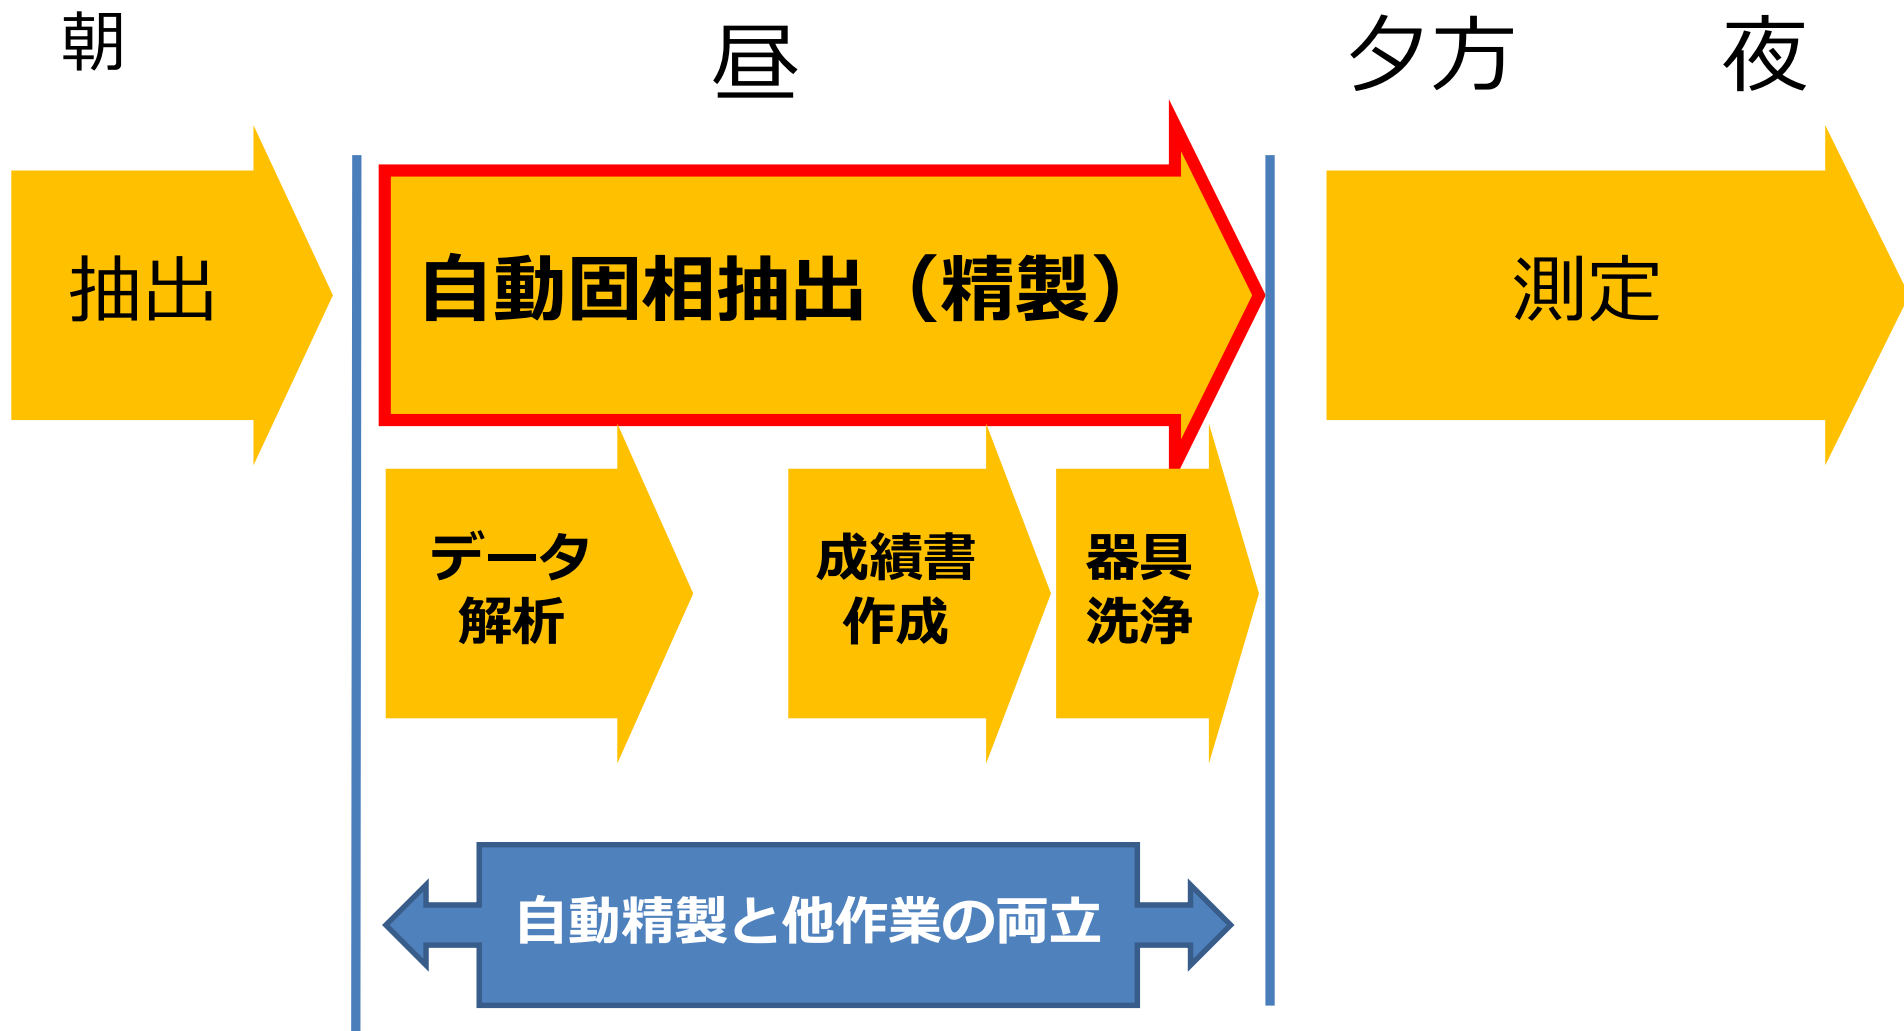 朝
昼
夕方
夜
抽出
自動固相抽出（精製）
測定
データ
解析
成績書
作成
器具
洗浄
自動精製と他作業の両立